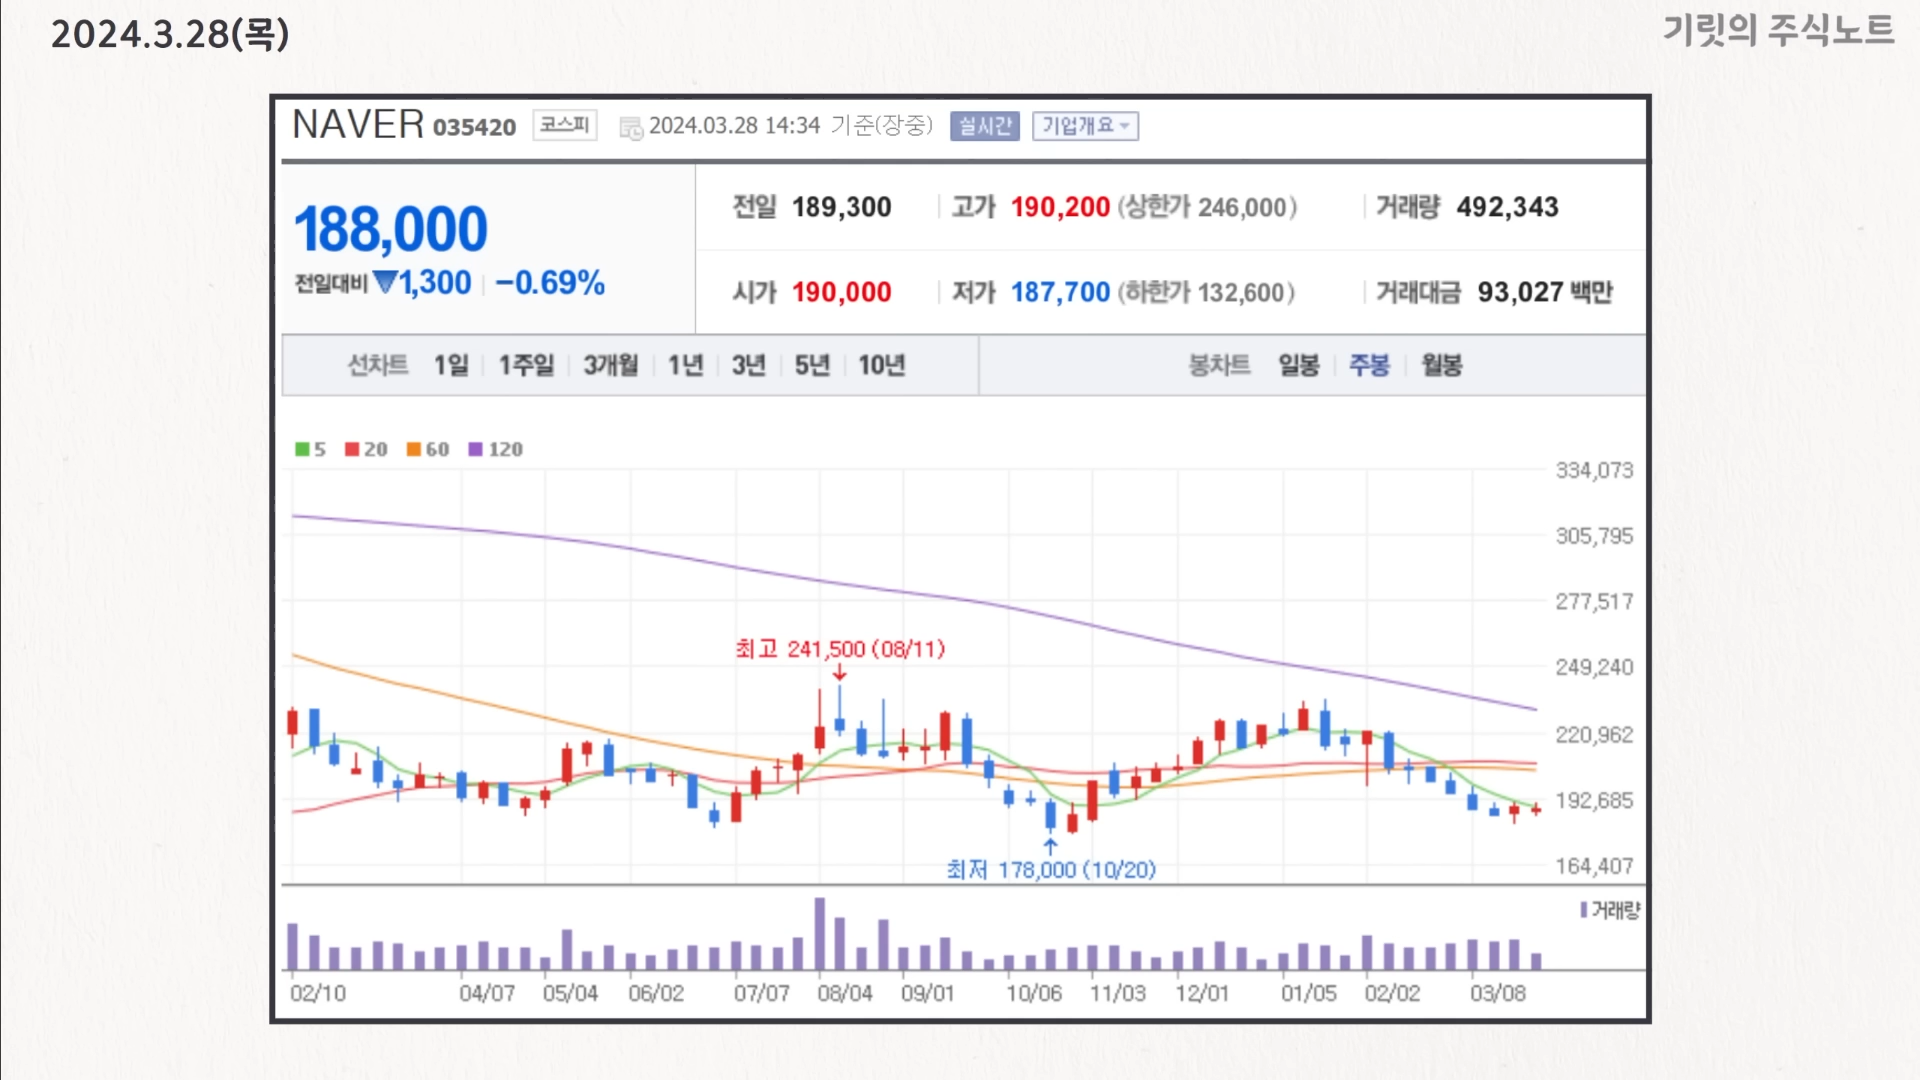 2024.3.28(목)
기릿의 주식노트
NAVER 035420 코스피 2024.03.28 14:34 기준(장중) 실시간 기업개요
188,000
전일대비 ▼1,300 −0.69%
전일 189,300 고가 190,200 (상한가 246,000) 거래량 492,343
시가 190,000 저가 187,700 (하한가 132,600) 거래대금 93,027 백만
선차트 1일 1주일 3개월 1년 3년 5년 10년 봉차트 일봉 주봉 월봉
5 20 60 120
334,073
305,795
277,517
최고 241,500 (08/11)
249,240
220,962
192,685
최저 178,000 (10/20)
164,407
거래량
02/10 04/07 05/04 06/02 07/07 08/04 09/01 10/06 11/03 12/01 01/05 02/02 03/08